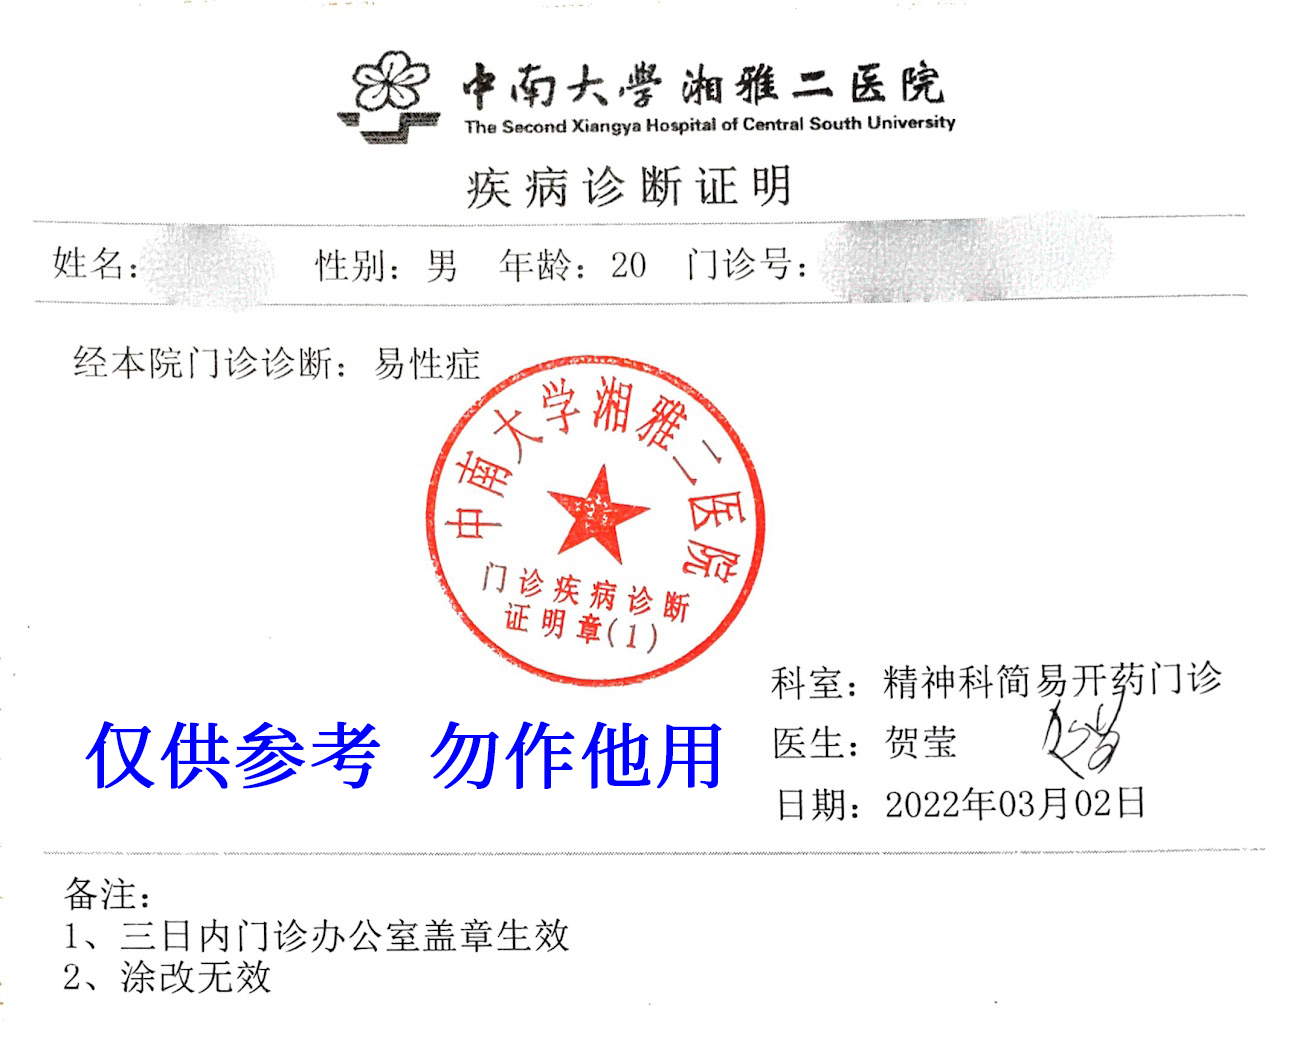 中南大学湘雅二医院
The Second Xiangya Hospital of Central South University
疾病诊断证明
姓名： 性别：男 年龄：20 门诊号：
经本院门诊诊断：易性症
中南大学湘雅二医院
门诊疾病诊断
证明章(1)
科室：精神科简易开药门诊
医生：贺莹
日期：2022年03月02日
仅供参考 勿作他用
备注：
1、三日内门诊办公室盖章生效
2、涂改无效